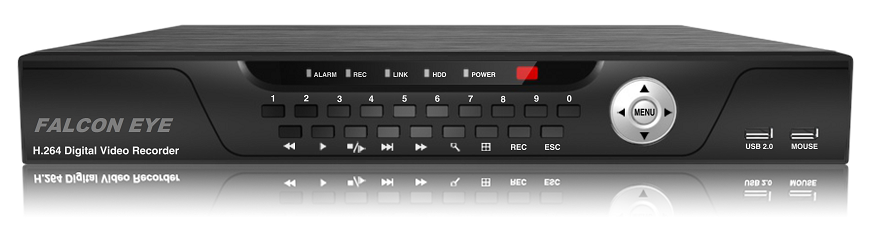 ALARM REC LINK HDD POWER
1 2 3 4 5 6 7 8 9 0
MENU
FALCON EYE
H.264 Digital Video Recorder
REC ESC
USB 2.0 MOUSE